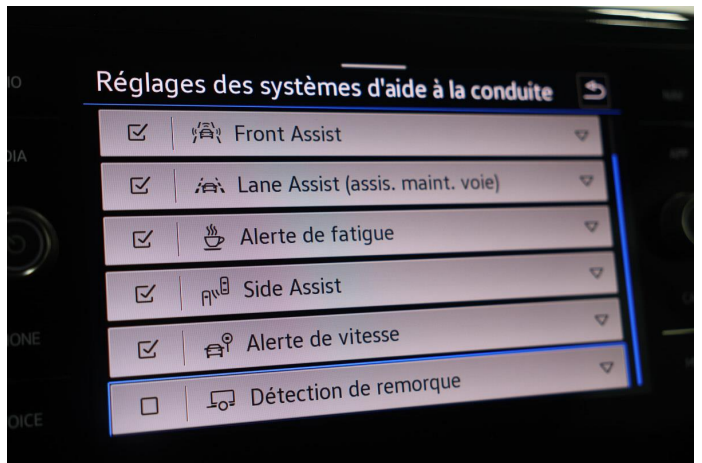 Réglages des systèmes d'aide à la conduite
Front Assist
Lane Assist (assis. maint. voie)
Alerte de fatigue
Side Assist
Alerte de vitesse
Détection de remorque